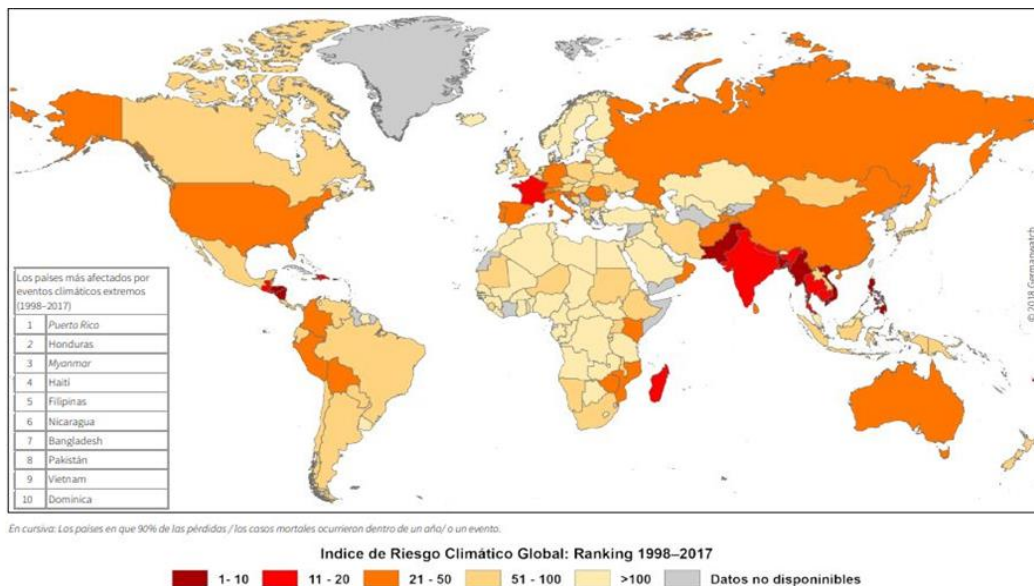 Los países más afectados por
eventos climáticos extremos
(1998–2017)
1 Puerto Rico
2 Honduras
3 Myanmar
4 Haití
5 Filipinas
6 Nicaragua
7 Bangladesh
8 Pakistán
9 Vietnam
10 Dominica
© 2018 Germanwatch
En cursiva: Los países en que 90% de las pérdidas / los casos mortales ocurrieron dentro de un año/ o un evento.
Indice de Riesgo Climático Global: Ranking 1998–2017
1- 10 11 - 20 21 - 50 51 - 100 >100 Datos no disponinibles